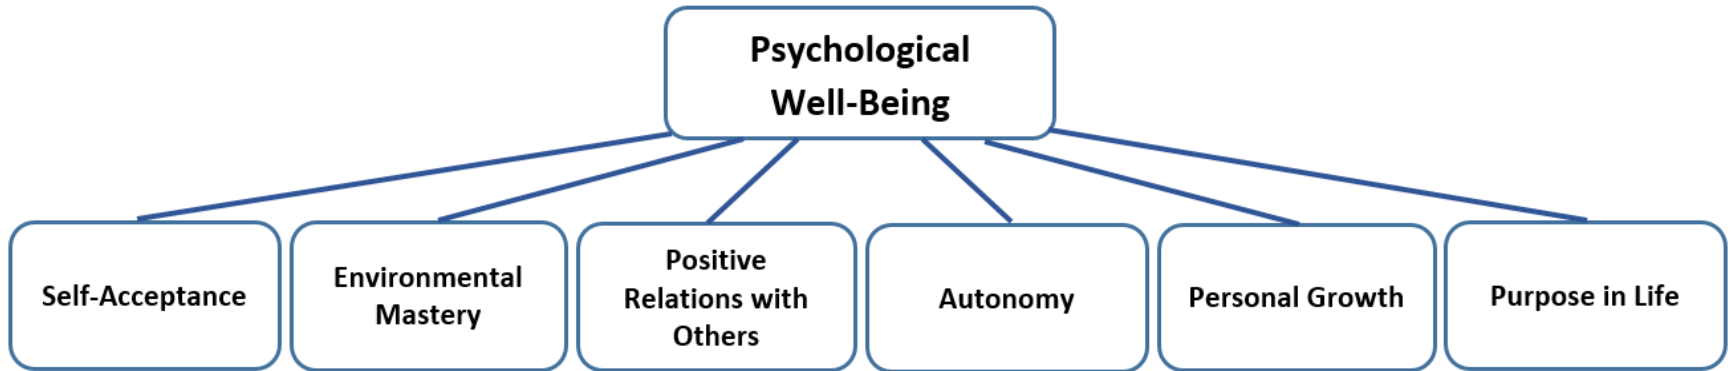 Psychological
Well-Being
Self-Acceptance
Environmental
Mastery
Positive
Relations with
Others
Autonomy
Personal Growth
Purpose in Life